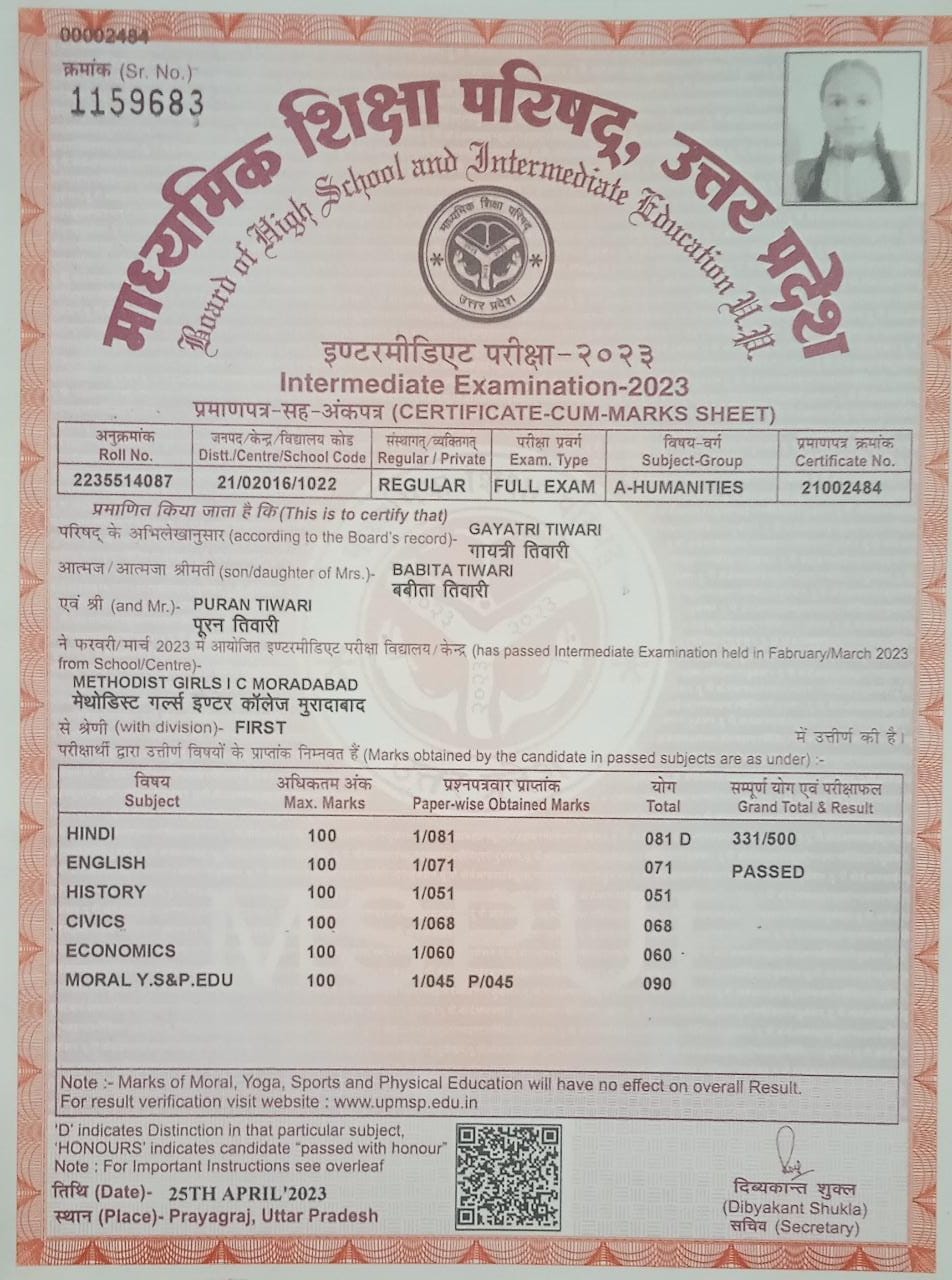 00002484
क्रमांक (Sr. No.)
1159683
माध्यमिक शिक्षा परिषद्, उत्तर प्रदेश
Board of High School and Intermediate Education U.P.
माध्यमिक शिक्षा परिषद
उत्तर प्रदेश
इण्टरमीडिएट परीक्षा-२०२३
Intermediate Examination-2023
प्रमाणपत्र-सह-अंकपत्र (CERTIFICATE-CUM-MARKS SHEET)
अनुक्रमांक जनपद/केन्द्र/विद्यालय कोड संस्थागत्/व्यक्तिगत् परीक्षा प्रवर्ग विषय-वर्ग प्रमाणपत्र क्रमांक
Roll No. Distt./Centre/School Code Regular / Private Exam. Type Subject-Group Certificate No.
2235514087 21/02016/1022 REGULAR FULL EXAM A-HUMANITIES 21002484
प्रमाणित किया जाता है कि (This is to certify that)
परिषद् के अभिलेखानुसार (according to the Board's record)- GAYATRI TIWARI
गायत्री तिवारी
आत्मज/आत्मजा श्रीमती (son/daughter of Mrs.)- BABITA TIWARI
बबीता तिवारी
एवं श्री (and Mr.)- PURAN TIWARI
पूरन तिवारी
ने फरवरी/मार्च 2023 में आयोजित इण्टरमीडिएट परीक्षा विद्यालय/केन्द्र (has passed Intermediate Examination held in Fabruary/March 2023
from School/Centre)-
METHODIST GIRLS I C MORADABAD
मेथोडिस्ट गर्ल्स इण्टर कॉलेज मुरादाबाद
से श्रेणी (with division)- FIRST में उत्तीर्ण की है।
परीक्षार्थी द्वारा उत्तीर्ण विषयों के प्राप्तांक निम्नवत हैं (Marks obtained by the candidate in passed subjects are as under) :-
विषय अधिकतम अंक प्रश्नपत्रवार प्राप्तांक योग सम्पूर्ण योग एवं परीक्षाफल
Subject Max. Marks Paper-wise Obtained Marks Total Grand Total & Result
HINDI 100 1/081 081 D 331/500
ENGLISH 100 1/071 071 PASSED
HISTORY 100 1/051 051
CIVICS 100 1/068 068
ECONOMICS 100 1/060 060
MORAL Y.S&P.EDU 100 1/045 P/045 090
Note :- Marks of Moral, Yoga, Sports and Physical Education will have no effect on overall Result.
For result verification visit website : www.upmsp.edu.in
'D' indicates Distinction in that particular subject,
'HONOURS' indicates candidate "passed with honour"
Note : For Important Instructions see overleaf
तिथि (Date)- 25TH APRIL'2023
स्थान (Place)- Prayagraj, Uttar Pradesh
दिब्यकान्त शुक्ल
(Dibyakant Shukla)
सचिव (Secretary)